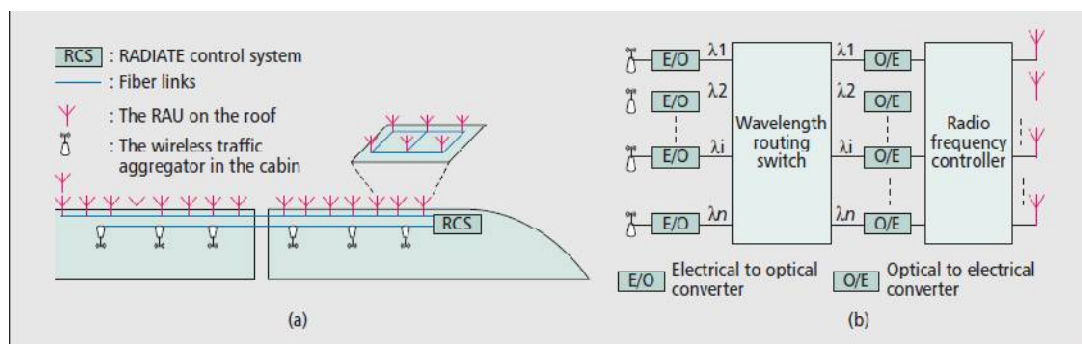 RCS : RADIATE control system
: Fiber links
: The RAU on the roof
: The wireless traffic
aggregator in the cabin
RCS
(a)
E/O λ1 λ1 O/E
E/O λ2 λ2 O/E
Wavelength
routing
switch
Radio
frequency
controller
E/O λi λi O/E
E/O λn λn O/E
E/O Electrical to optical
converter
O/E Optical to electrical
converter
(b)